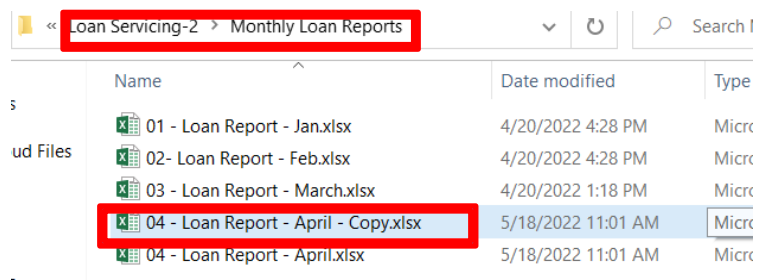 « Loan Servicing-2 > Monthly Loan Reports Search
Name Date modified Type
s
01 - Loan Report - Jan.xlsx 4/20/2022 4:28 PM Micro
ud Files 02- Loan Report - Feb.xlsx 4/20/2022 4:28 PM Micro
03 - Loan Report - March.xlsx 4/20/2022 1:18 PM Micro
04 - Loan Report - April - Copy.xlsx 5/18/2022 11:01 AM Micro
04 - Loan Report - April.xlsx 5/18/2022 11:01 AM Micro